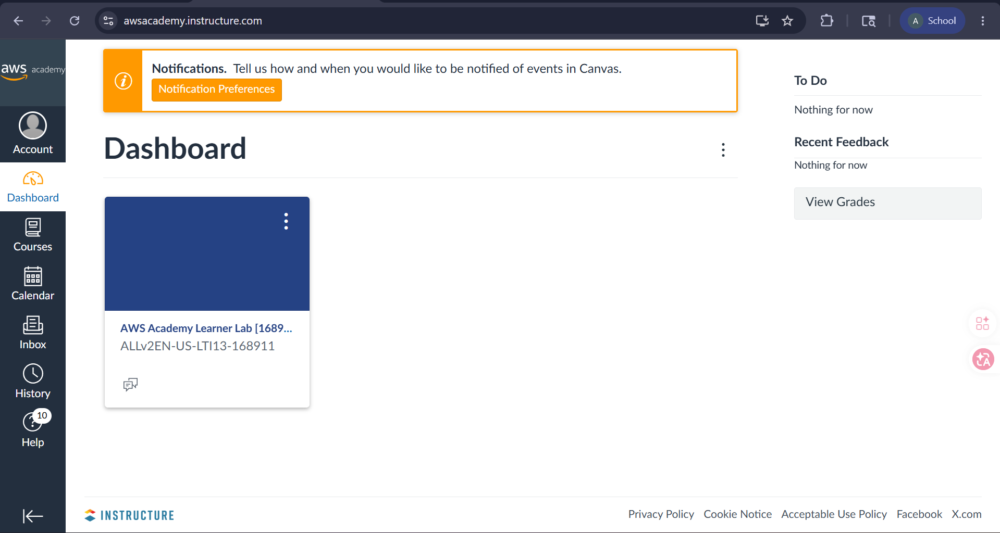 awsacademy.instructure.com
A School
aws academy
Notifications. Tell us how and when you would like to be notified of events in Canvas.
Notification Preferences
Account
Dashboard
Courses
Calendar
Inbox
History
10
Help
Dashboard
AWS Academy Learner Lab [1689...
ALLv2EN-US-LTI13-168911
To Do
Nothing for now
Recent Feedback
Nothing for now
View Grades
INSTRUCTURE
Privacy Policy Cookie Notice Acceptable Use Policy Facebook X.com